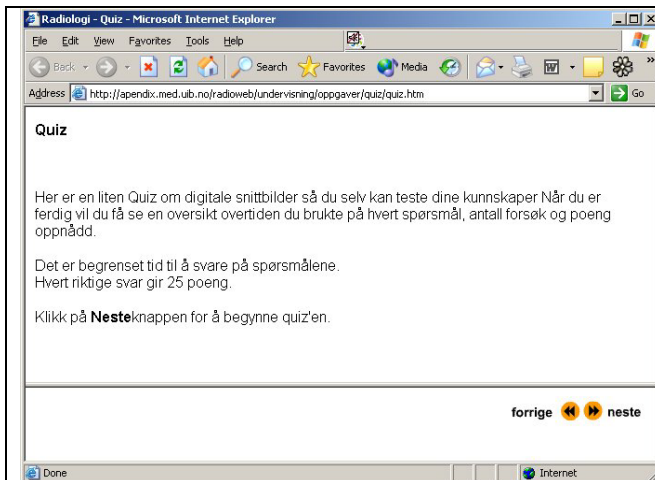 Radiologi - Quiz - Microsoft Internet Explorer
File Edit View Favorites Tools Help
Back Search Favorites Media
Address http://apendix.med.uib.no/radioweb/undervisning/oppgaver/quiz/quiz.htm Go
Quiz
Her er en liten Quiz om digitale snittbilder så du selv kan teste dine kunnskaper Når du er
ferdig vil du få se en oversikt overtiden du brukte på hvert spørsmål, antall forsøk og poeng
oppnådd.
Det er begrenset tid til å svare på spørsmålene.
Hvert riktige svar gir 25 poeng.
Klikk på Nesteknappen for å begynne quiz'en.
forrige neste
Done Internet